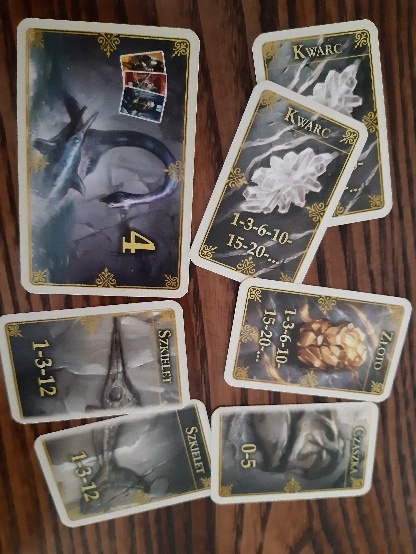 KWARC
KWARC
1-3-6-10-
15-20-...
4
ZŁOTO
1-3-6-10-
15-20-...
SZKIELET
1-3-12
CZASZKA
0-5
SZKIELET
1-3-12